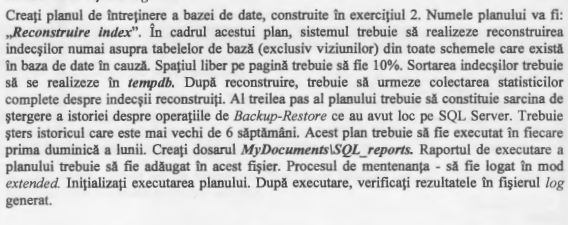 Creați planul de întreținere a bazei de date, construite în exercițiul 2. Numele planului va fi:
„Reconstruire index”. În cadrul acestui plan, sistemul trebuie să realizeze reconstruirea
indecșilor numai asupra tabelelor de bază (exclusiv viziunilor) din toate schemele care există
în baza de date în cauză. Spațiul liber pe pagină trebuie să fie 10%. Sortarea indecșilor trebuie
să se realizeze în tempdb. După reconstruire, trebuie să urmeze colectarea statisticilor
complete despre indecșii reconstruiți. Al treilea pas al planului trebuie să constituie sarcina de
ștergere a istoriei despre operațiile de Backup-Restore ce au avut loc pe SQL Server. Trebuie
șters istoricul care este mai vechi de 6 săptămâni. Acest plan trebuie să fie executat în fiecare
prima duminică a lunii. Creați dosarul MyDocuments\SQL_reports. Raportul de executare a
planului trebuie să fie adăugat în acest fișier. Procesul de mentenanța - să fie logat în mod
extended. Inițializați executarea planului. După executare, verificați rezultatele în fișierul log
generat.